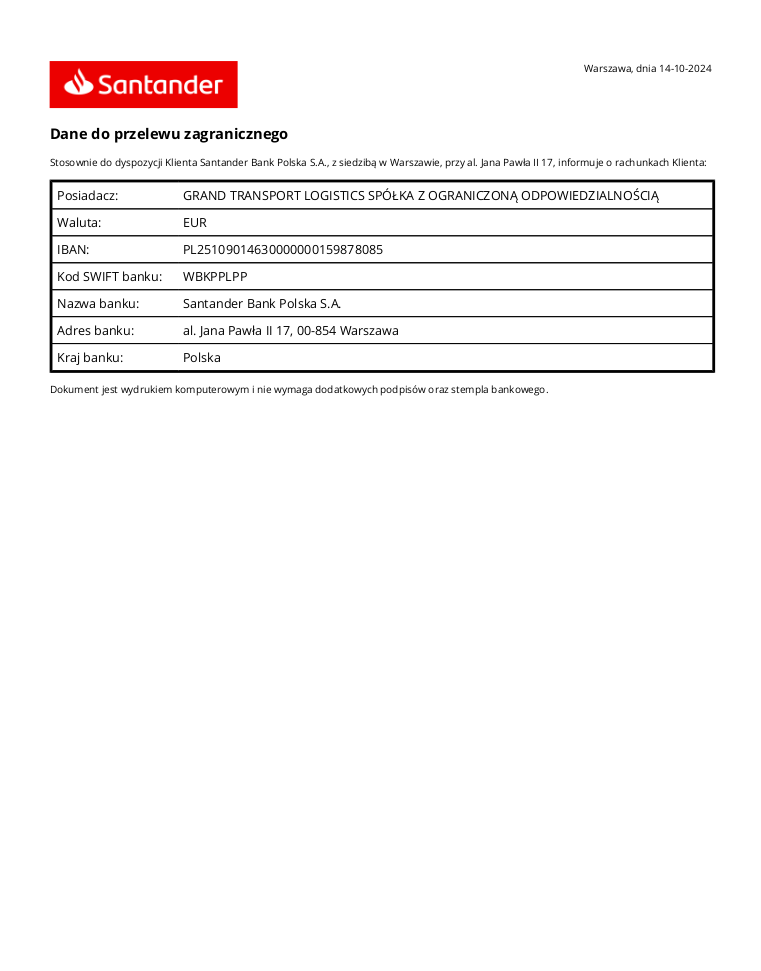 Santander
Warszawa, dnia 14-10-2024
Dane do przelewu zagranicznego
Stosownie do dyspozycji Klienta Santander Bank Polska S.A., z siedzibą w Warszawie, przy al. Jana Pawła II 17, informuje o rachunkach Klienta:
Posiadacz: GRAND TRANSPORT LOGISTICS SPÓŁKA Z OGRANICZONĄ ODPOWIEDZIALNOŚCIĄ
Waluta: EUR
IBAN: PL25109014630000000159878085
Kod SWIFT banku: WBKPPLPP
Nazwa banku: Santander Bank Polska S.A.
Adres banku: al. Jana Pawła II 17, 00-854 Warszawa
Kraj banku: Polska
Dokument jest wydrukiem komputerowym i nie wymaga dodatkowych podpisów oraz stempla bankowego.